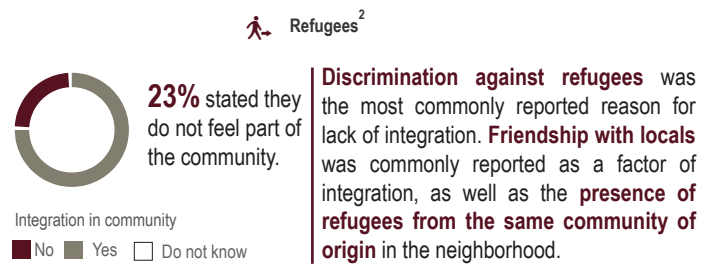 Refugees²
23% stated they
do not feel part of
the community.
Integration in community
No Yes Do not know
Discrimination against refugees was
the most commonly reported reason for
lack of integration. Friendship with locals
was commonly reported as a factor of
integration, as well as the presence of
refugees from the same community of
origin in the neighborhood.